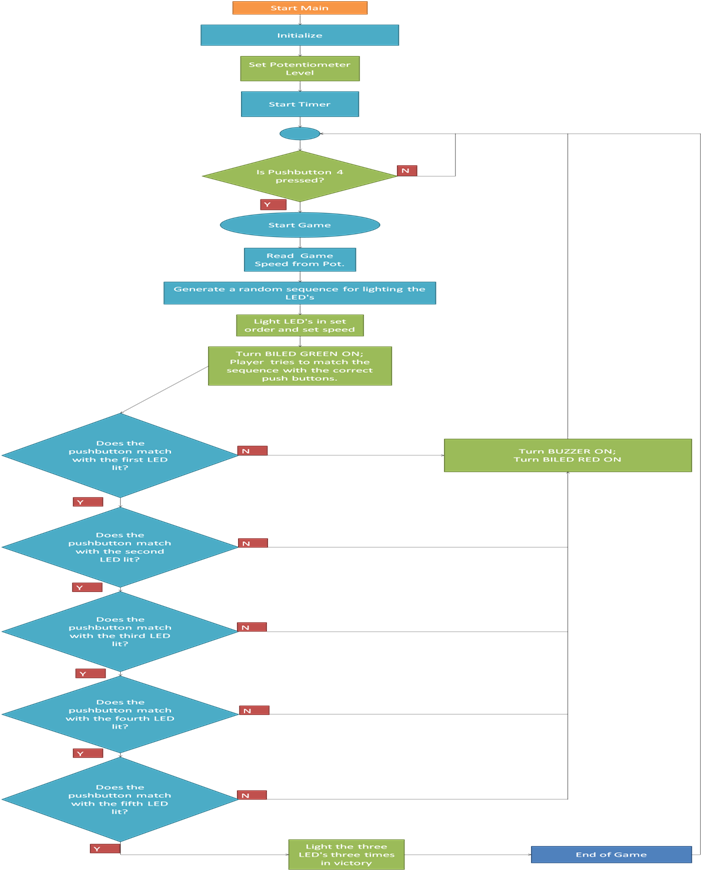 Start Main
Initialize
Set Potentiometer
Level
Start Timer
Is Pushbutton 4
pressed?
N
Y
Start Game
Read Game
Speed from Pot.
Generate a random sequence for lighting the
LED's
Light LED's in set
order and set speed
Turn BILED GREEN ON;
Player tries to match the
sequence with the correct
push buttons.
Does the
pushbutton match
with the first LED
lit?
N
Turn BUZZER ON;
Turn BILED RED ON
Y
Does the
pushbutton match
with the second
LED lit?
N
Y
Does the
pushbutton match
with the third LED
lit?
N
Y
Does the
pushbutton match
with the fourth LED
lit?
N
Y
Does the
pushbutton match
with the fifth LED
lit?
N
Y
Light the three
LED's three times
in victory
End of Game